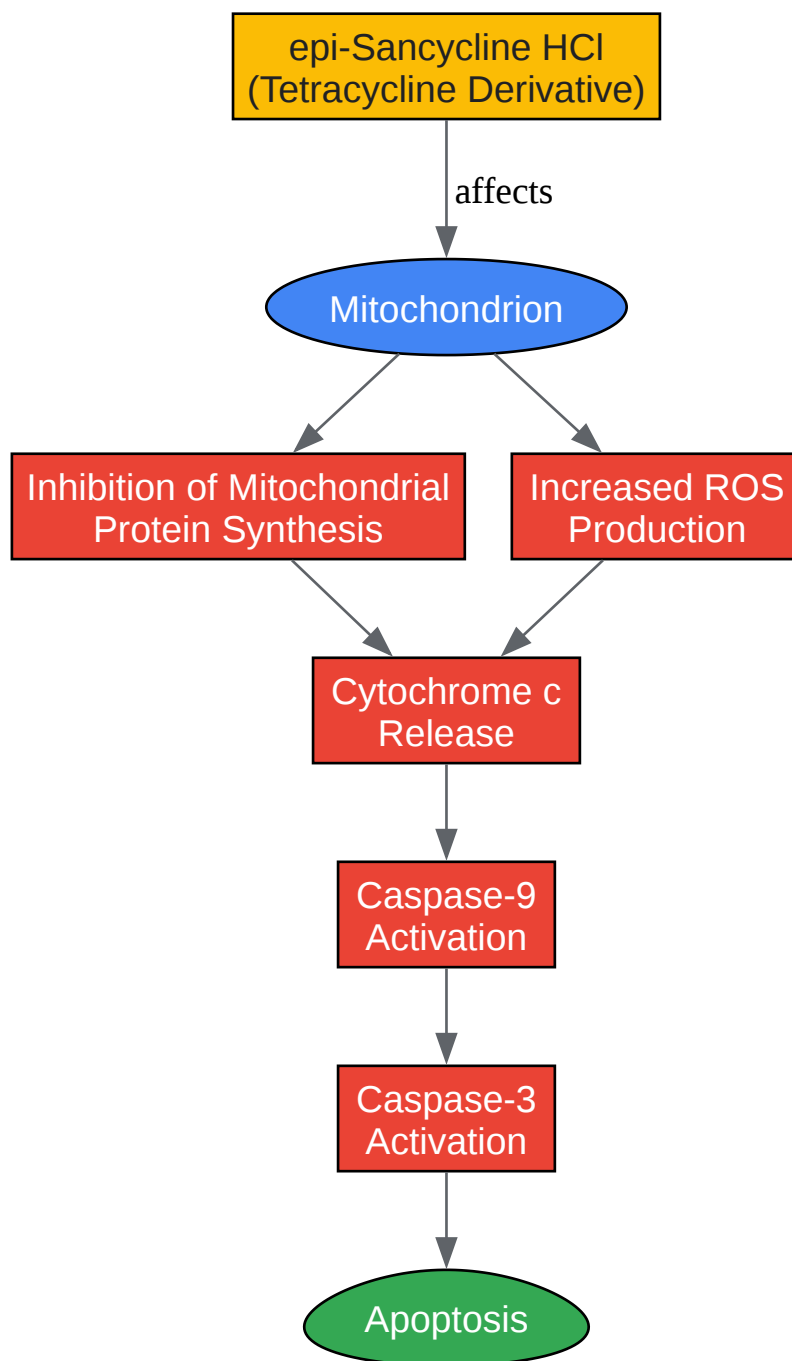 epi-Sancycline HCl
(Tetracycline Derivative)
affects
Mitochondrion
Inhibition of Mitochondrial
Protein Synthesis
Increased ROS
Production
Cytochrome c
Release
Caspase-9
Activation
Caspase-3
Activation
Apoptosis